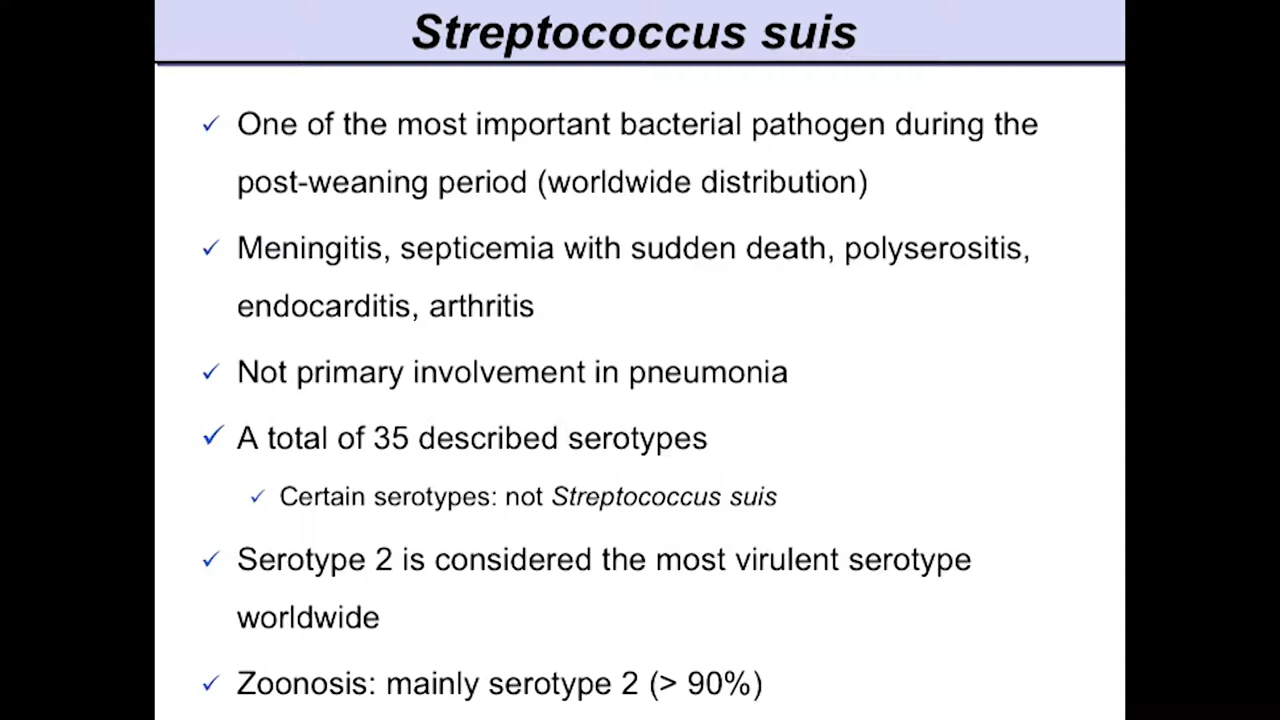 Streptococcus suis
✓ One of the most important bacterial pathogen during the
post-weaning period (worldwide distribution)
✓ Meningitis, septicemia with sudden death, polyserositis,
endocarditis, arthritis
✓ Not primary involvement in pneumonia
✓ A total of 35 described serotypes
✓ Certain serotypes: not Streptococcus suis
✓ Serotype 2 is considered the most virulent serotype
worldwide
✓ Zoonosis: mainly serotype 2 (> 90%)